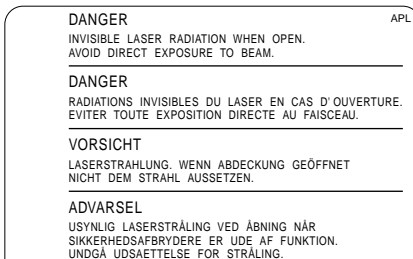 DANGER
APL
INVISIBLE LASER RADIATION WHEN OPEN.
AVOID DIRECT EXPOSURE TO BEAM.
DANGER
RADIATIONS INVISIBLES DU LASER EN CAS D'OUVERTURE.
EVITER TOUTE EXPOSITION DIRECTE AU FAISCEAU.
VORSICHT
LASERSTRAHLUNG. WENN ABDECKUNG GEÖFFNET
NICHT DEM STRAHL AUSSETZEN.
ADVARSEL
USYNLIG LASERSTRÅLING VED ÅBNING NÅR
SIKKERHEDSAFBRYDERE ER UDE AF FUNKTION.
UNDGÅ UDSAETTELSE FOR STRÅLING.